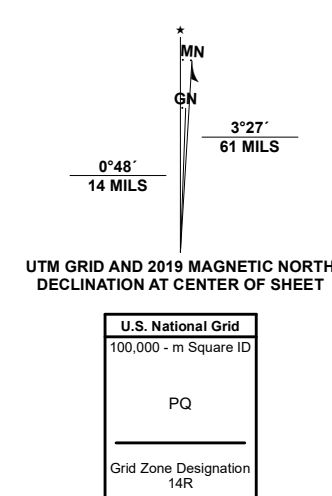 ★
MN
GN
3°27´
61 MILS
0°48´
14 MILS
UTM GRID AND 2019 MAGNETIC NORTH
DECLINATION AT CENTER OF SHEET
U.S. National Grid
100,000 - m Square ID
PQ
Grid Zone Designation
14R